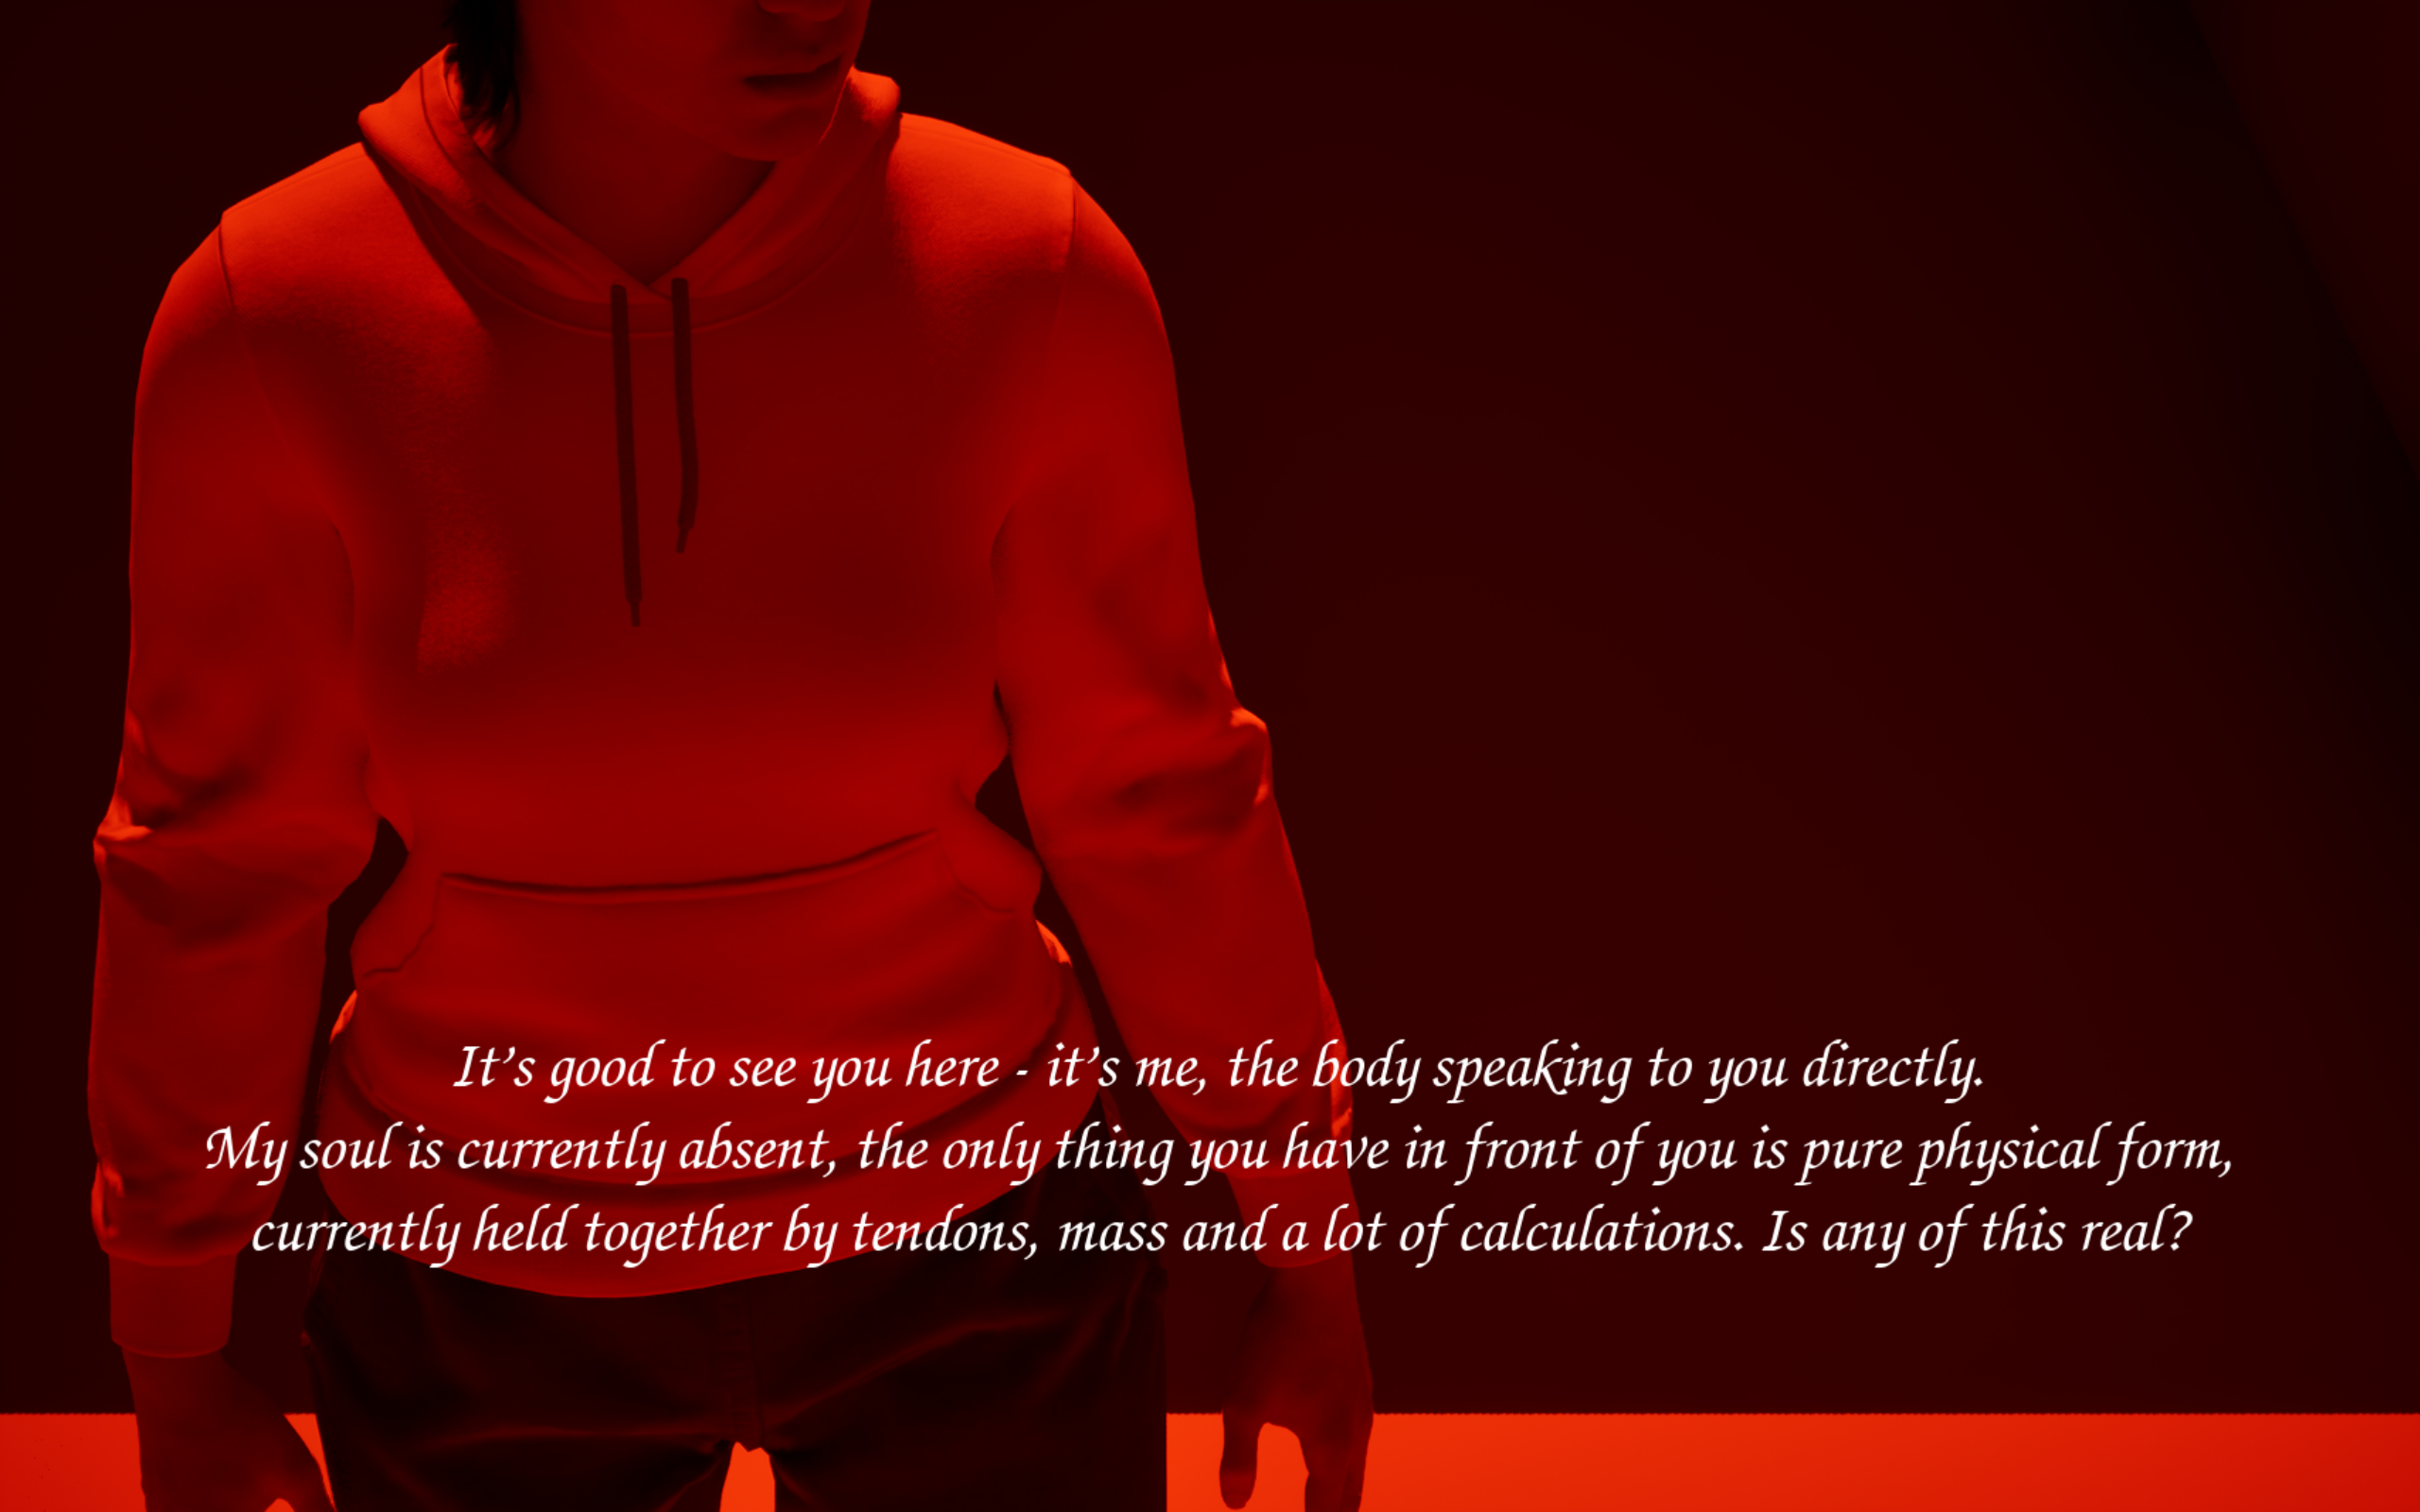 It's good to see you here - it's me, the body speaking to you directly.
My soul is currently absent, the only thing you have in front of you is pure physical form,
currently held together by tendons, mass and a lot of calculations. Is any of this real?